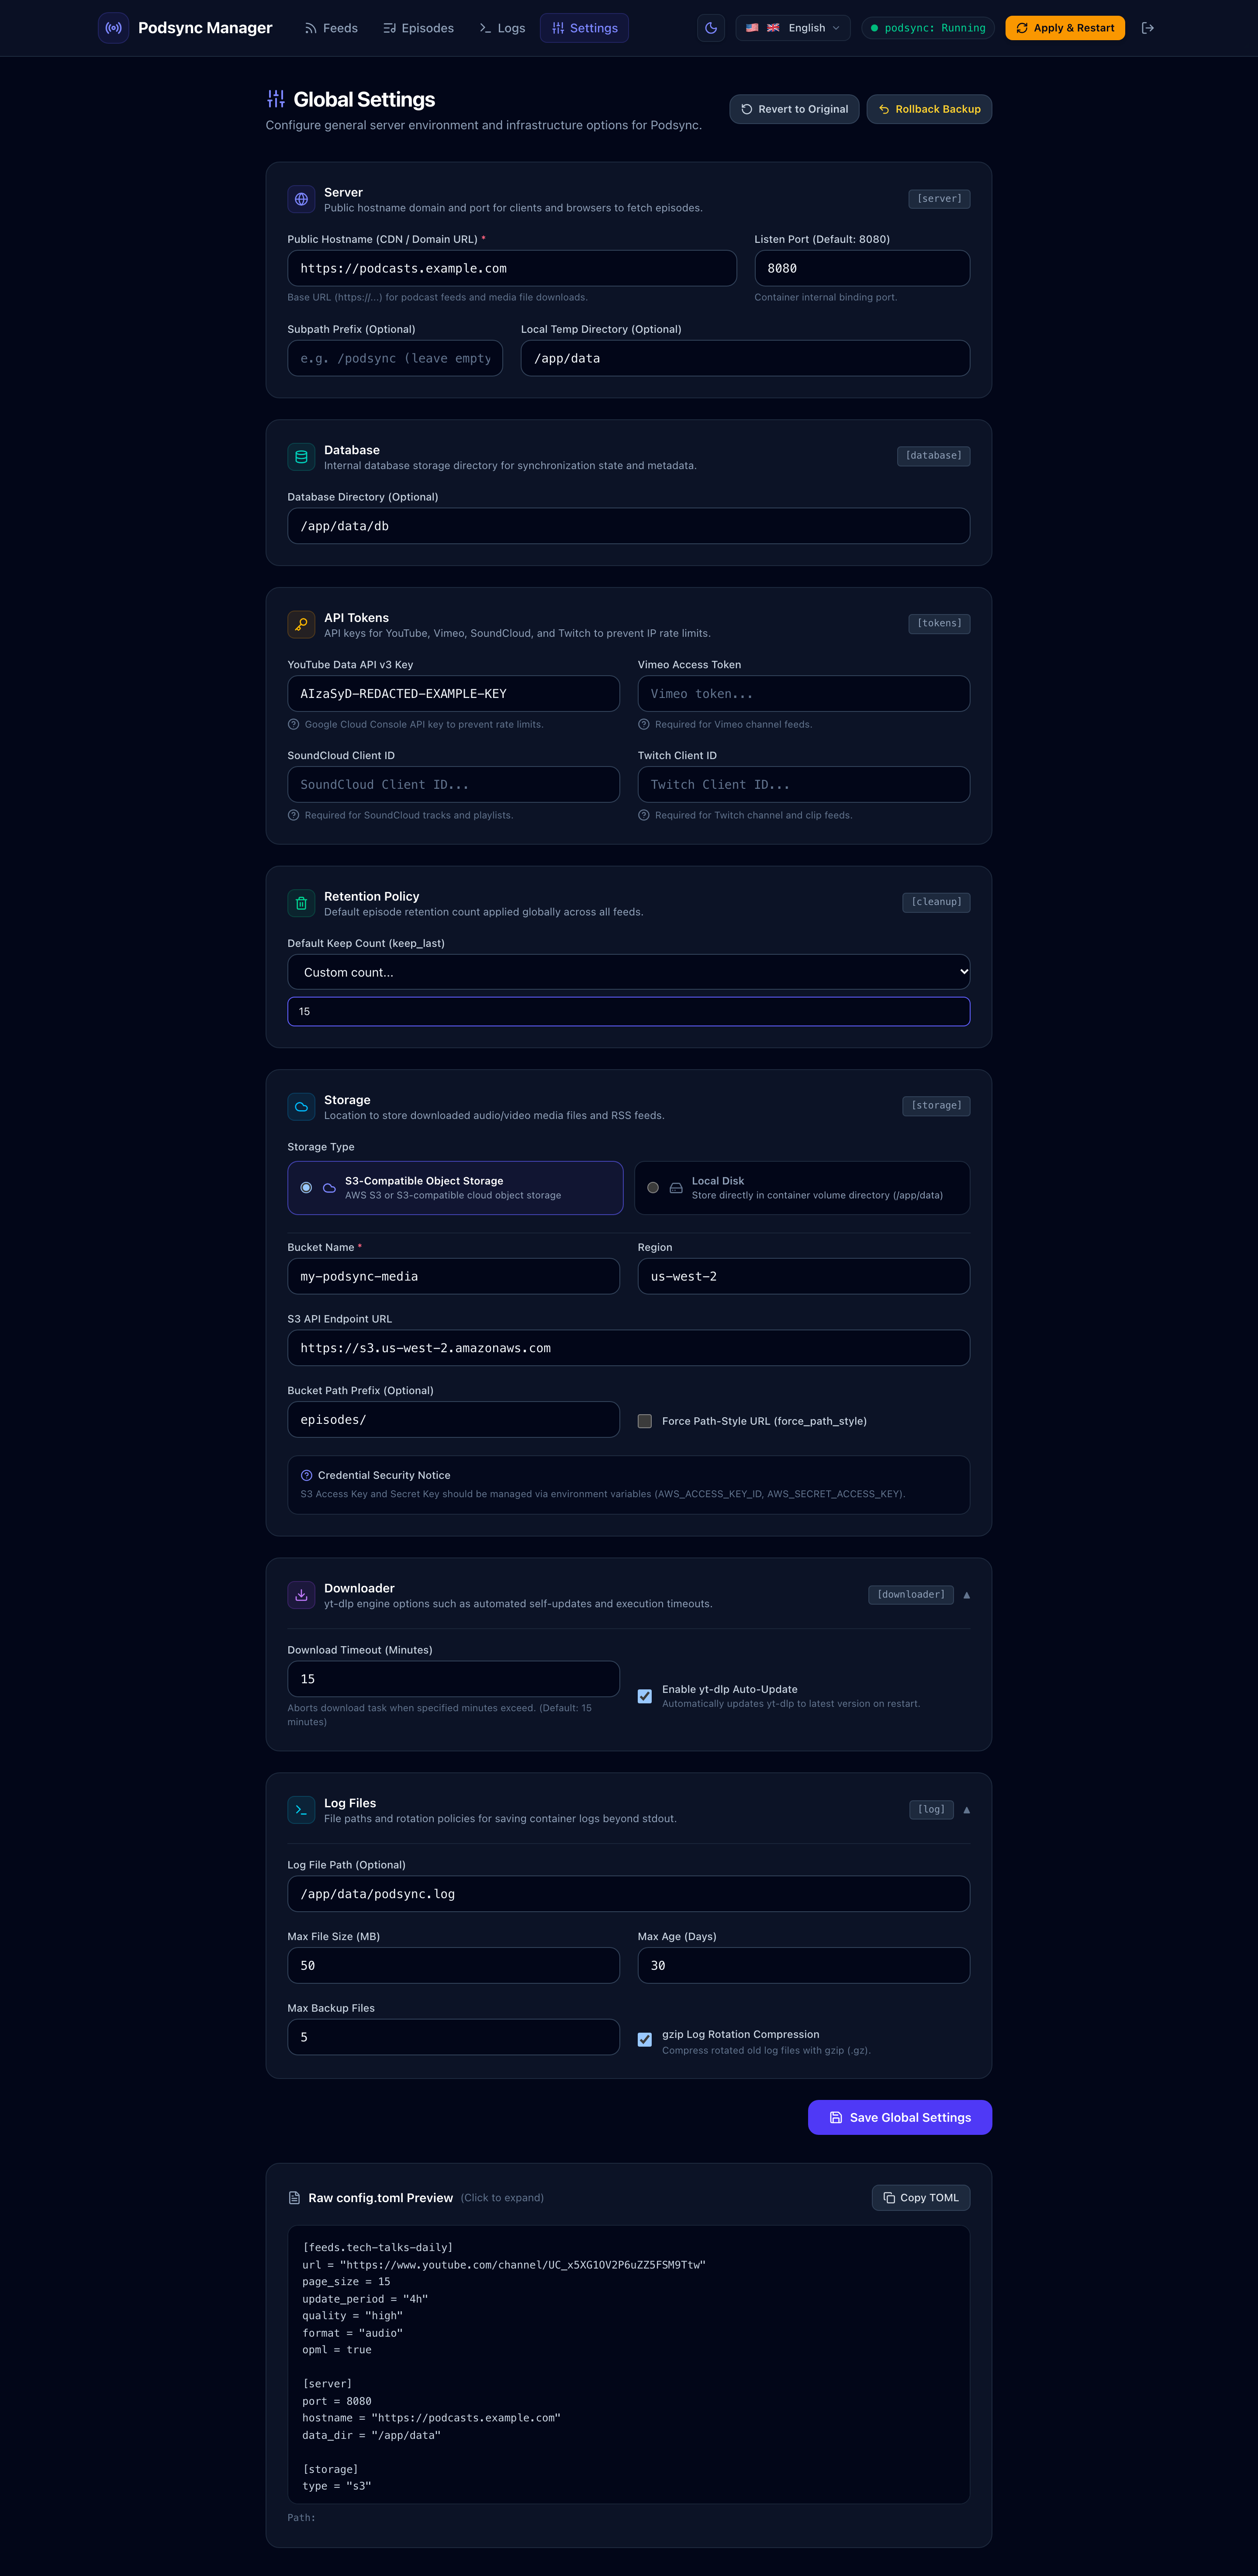 Podsync Manager
Feeds
Episodes
Logs
Settings
English
podsync: Running
Apply & Restart
Global Settings
Configure general server environment and infrastructure options for Podsync.
Revert to Original
Rollback Backup
Server
Public hostname domain and port for clients and browsers to fetch episodes.
[server]
Public Hostname (CDN / Domain URL) *
Listen Port (Default: 8080)
https://podcasts.example.com
8080
Base URL (https://...) for podcast feeds and media file downloads.
Container internal binding port.
Subpath Prefix (Optional)
Local Temp Directory (Optional)
e.g. /podsync (leave empty
/app/data
Database
Internal database storage directory for synchronization state and metadata.
[database]
Database Directory (Optional)
/app/data/db
API Tokens
API keys for YouTube, Vimeo, SoundCloud, and Twitch to prevent IP rate limits.
[tokens]
YouTube Data API v3 Key
Vimeo Access Token
AIzaSyD-REDACTED-EXAMPLE-KEY
Vimeo token...
Google Cloud Console API key to prevent rate limits.
Required for Vimeo channel feeds.
SoundCloud Client ID
Twitch Client ID
SoundCloud Client ID...
Twitch Client ID...
Required for SoundCloud tracks and playlists.
Required for Twitch channel and clip feeds.
Retention Policy
Default episode retention count applied globally across all feeds.
[cleanup]
Default Keep Count (keep_last)
Custom count...
15
Storage
Location to store downloaded audio/video media files and RSS feeds.
[storage]
Storage Type
S3-Compatible Object Storage
AWS S3 or S3-compatible cloud object storage
Local Disk
Store directly in container volume directory (/app/data)
Bucket Name *
Region
my-podsync-media
us-west-2
S3 API Endpoint URL
https://s3.us-west-2.amazonaws.com
Bucket Path Prefix (Optional)
episodes/
Force Path-Style URL (force_path_style)
Credential Security Notice
S3 Access Key and Secret Key should be managed via environment variables (AWS_ACCESS_KEY_ID, AWS_SECRET_ACCESS_KEY).
Downloader
yt-dlp engine options such as automated self-updates and execution timeouts.
[downloader] ▲
Download Timeout (Minutes)
15
Aborts download task when specified minutes exceed. (Default: 15
minutes)
Enable yt-dlp Auto-Update
Automatically updates yt-dlp to latest version on restart.
Log Files
File paths and rotation policies for saving container logs beyond stdout.
[log] ▲
Log File Path (Optional)
/app/data/podsync.log
Max File Size (MB)
Max Age (Days)
50
30
Max Backup Files
5
gzip Log Rotation Compression
Compress rotated old log files with gzip (.gz).
Save Global Settings
Raw config.toml Preview (Click to expand)
Copy TOML
[feeds.tech-talks-daily]
url = "https://www.youtube.com/channel/UC_x5XG1OV2P6uZZ5FSM9Ttw"
page_size = 15
update_period = "4h"
quality = "high"
format = "audio"
opml = true
[server]
port = 8080
hostname = "https://podcasts.example.com"
data_dir = "/app/data"
[storage]
type = "s3"
Path: